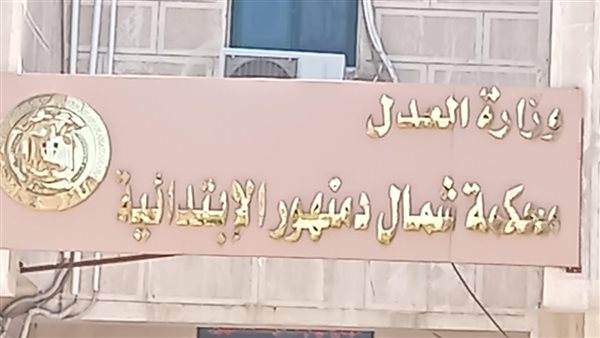 وزارة العدل
محكمة شمال دمنهور الإبتدائية